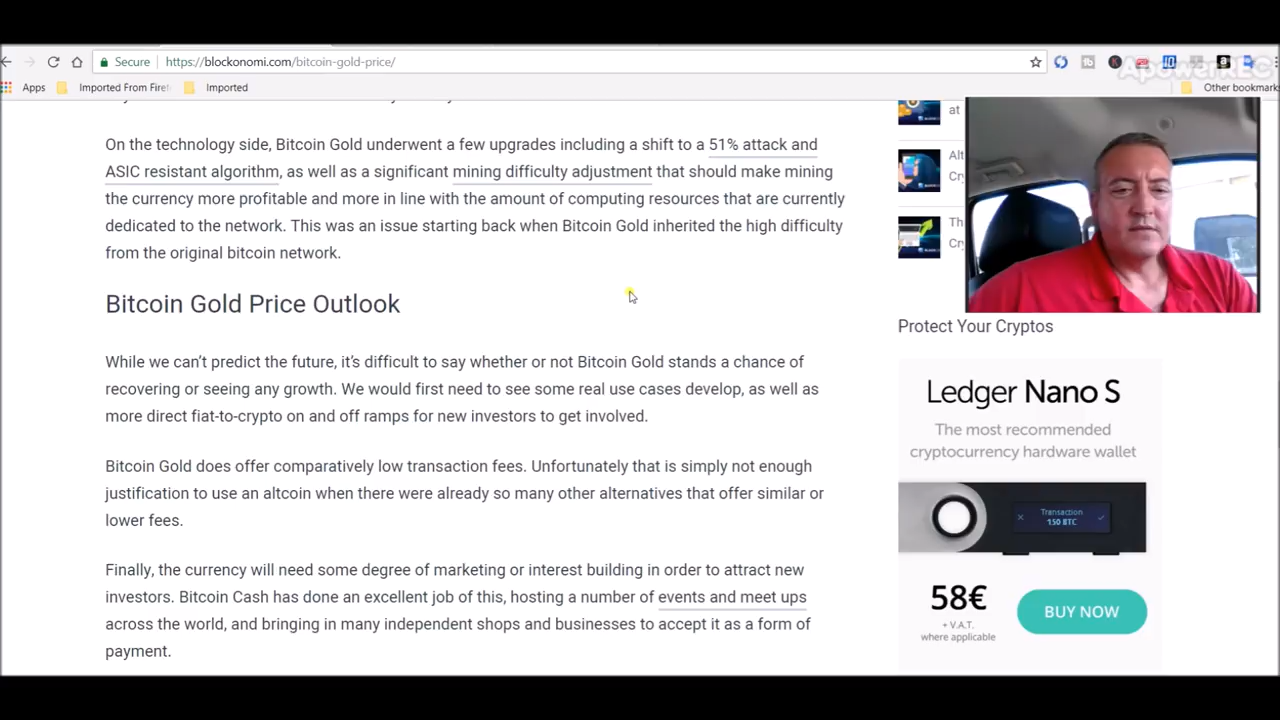 ApowerREC
Secure https://blockonomi.com/bitcoin-gold-price/
Apps Imported From Firef Imported Other bookmark
On the technology side, Bitcoin Gold underwent a few upgrades including a shift to a 51% attack and
ASIC resistant algorithm, as well as a significant mining difficulty adjustment that should make mining
the currency more profitable and more in line with the amount of computing resources that are currently
dedicated to the network. This was an issue starting back when Bitcoin Gold inherited the high difficulty
from the original bitcoin network.
Bitcoin Gold Price Outlook
While we can’t predict the future, it’s difficult to say whether or not Bitcoin Gold stands a chance of
recovering or seeing any growth. We would first need to see some real use cases develop, as well as
more direct fiat-to-crypto on and off ramps for new investors to get involved.
Bitcoin Gold does offer comparatively low transaction fees. Unfortunately that is simply not enough
justification to use an altcoin when there were already so many other alternatives that offer similar or
lower fees.
Finally, the currency will need some degree of marketing or interest building in order to attract new
investors. Bitcoin Cash has done an excellent job of this, hosting a number of events and meet ups
across the world, and bringing in many independent shops and businesses to accept it as a form of
payment.
at
Alt
Cry
Th
Cry
Protect Your Cryptos
Ledger Nano S
The most recommended
cryptocurrency hardware wallet
Transaction
1.50 BTC
58€
+ V.A.T.
where applicable
BUY NOW